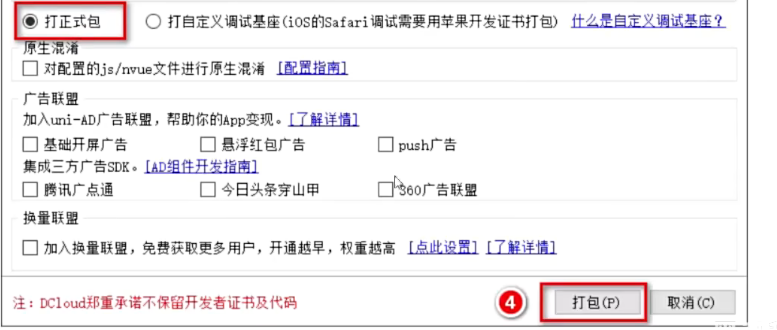 打正式包 打自定义调试基座(iOS的Safari调试需要用苹果开发证书打包) 什么是自定义调试基座?
原生混淆
对配置的js/nvue文件进行原生混淆 [配置指南]
广告联盟
加入uni-AD广告联盟，帮助你的App变现。[了解详情]
基础开屏广告 悬浮红包广告 push广告
集成三方广告SDK。[AD组件开发指南]
腾讯广点通 今日头条穿山甲 360广告联盟
换量联盟
加入换量联盟，免费获取更多用户，开通越早，权重越高 [点此设置] [了解详情]
注：DCloud郑重承诺不保留开发者证书及代码 4 打包(P) 取消(C)